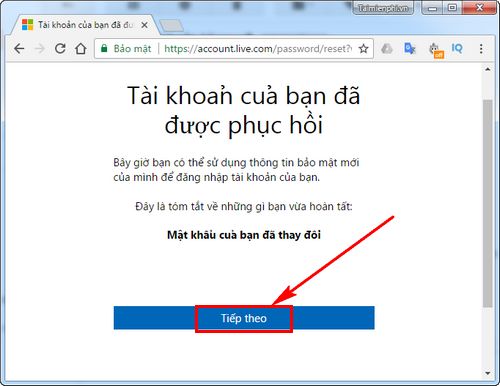 Taimienphi.vn
Tài khoản của bạn đã đượ
Bảo mật
https://account.live.com/password/reset?
off
IQ
Tài khoản của bạn đã
được phục hồi
Bây giờ bạn có thể sử dụng thông tin bảo mật mới
của mình để đăng nhập tài khoản của bạn.
Đây là tóm tắt về những gì bạn vừa hoàn tất:
Mật khẩu của bạn đã thay đổi
Tiếp theo